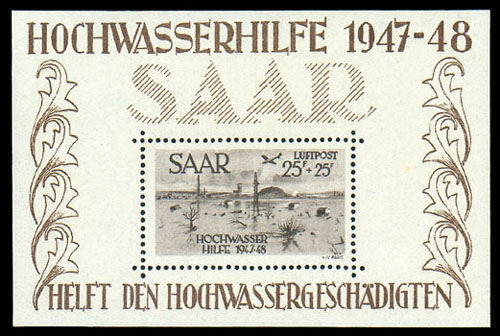 HOCHWASSERHILFE 1947-48
SAAR
SAAR
LUFTPOST
25F + 25F
HOCHWASSER
HILFE 1947-48
HELFT DEN HOCHWASSERGESCHÄDIGTEN